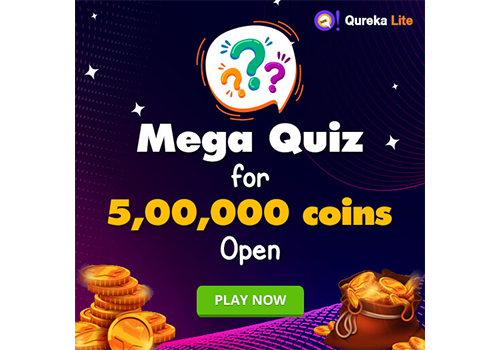 Qureka Lite
Mega Quiz
for
5,00,000 coins
Open
PLAY NOW